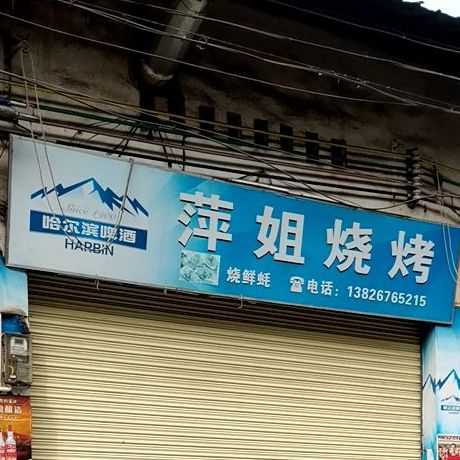 Since 1900
哈尔滨啤酒
HARBIN
萍姐烧烤
烧鲜蚝 ☎电话：13826765215